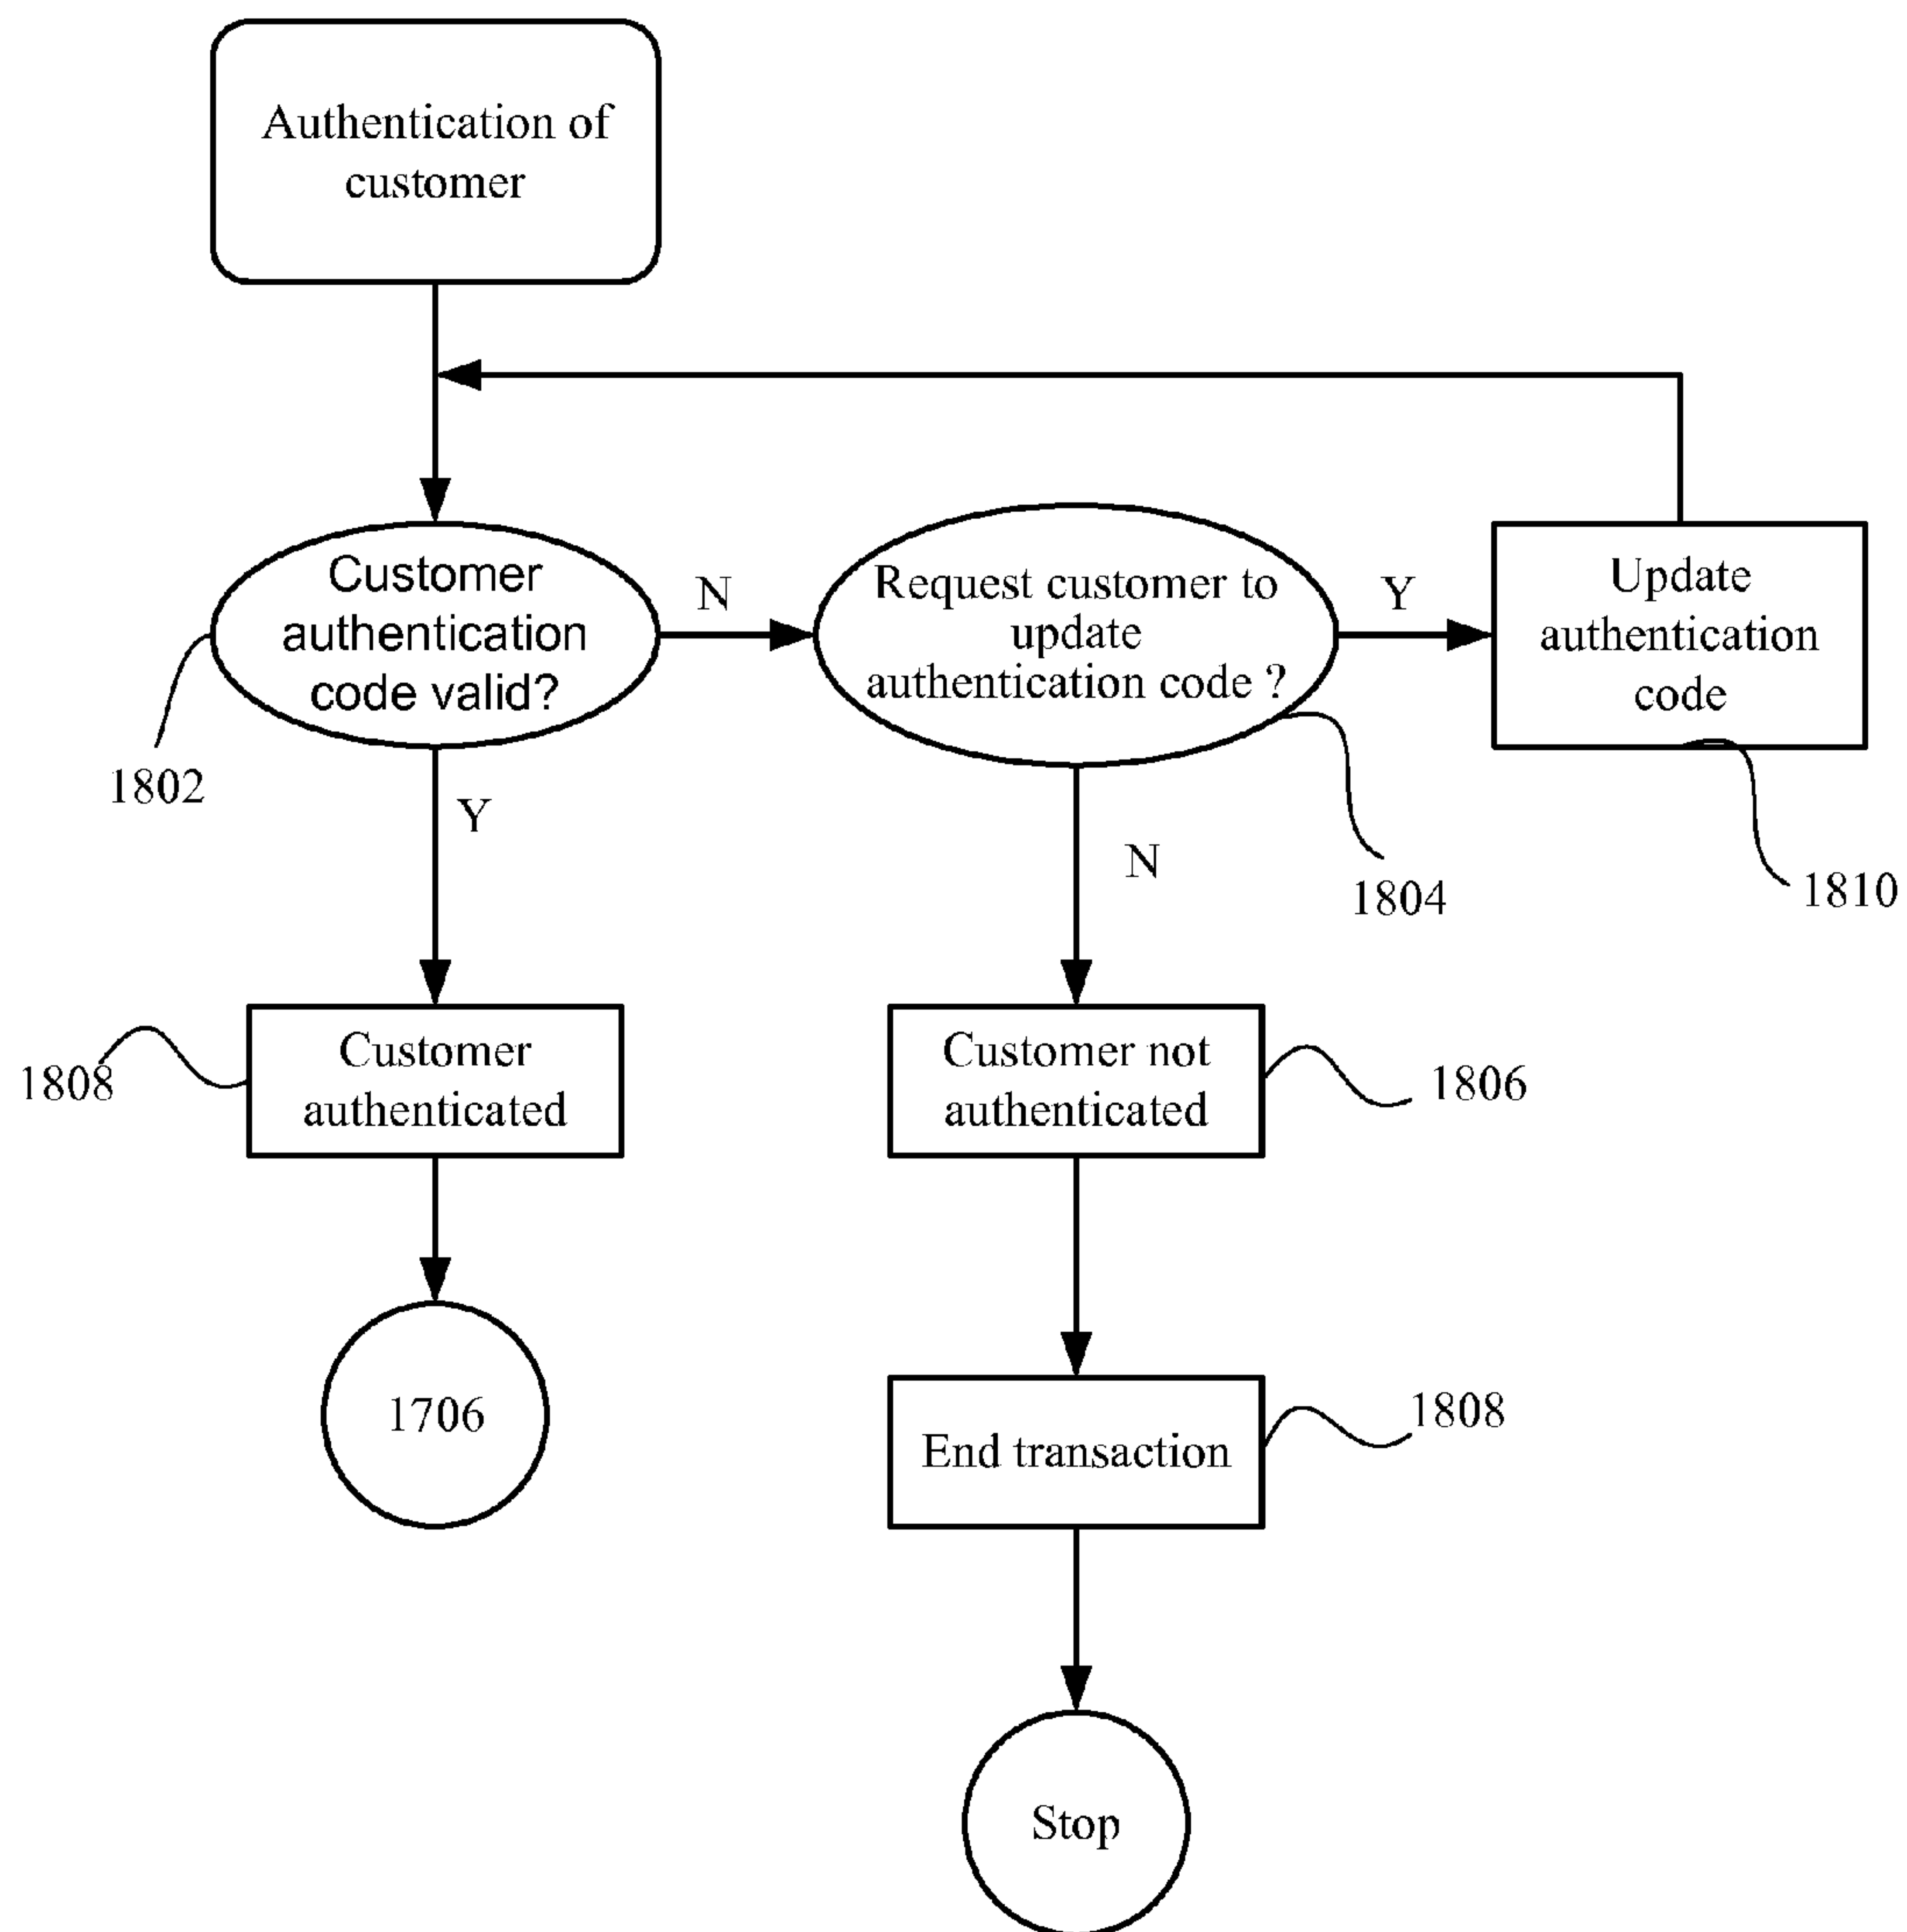 Authentication of
customer
Customer
authentication
code valid?
N
Request customer to
update
authentication code ?
Y
Update
authentication
code
1802
Y
N
1804
1810
1808
Customer
authenticated
Customer not
authenticated
1806
1706
End transaction
1808
Stop